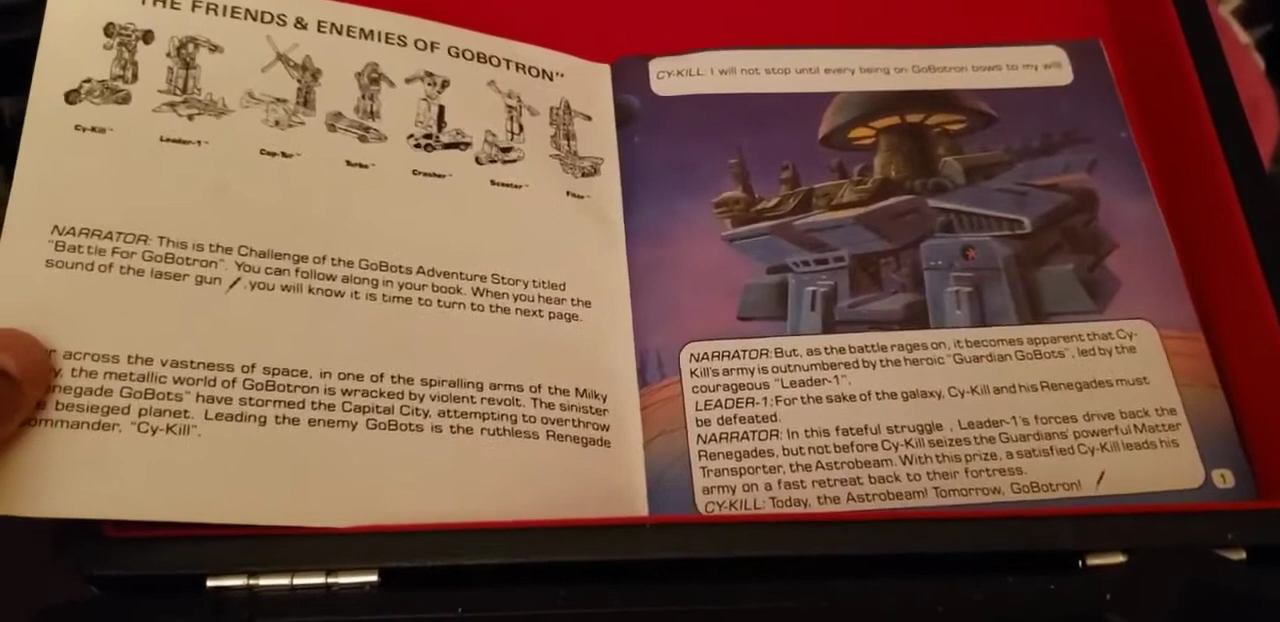 THE FRIENDS & ENEMIES OF GOBOTRON"
Cy-Kill™
Leader-1™
Cop-Tur™
Turbo™
Crasher™
Scooter™
Fitor™
NARRATOR: This is the Challenge of the GoBots Adventure Story titled
"Battle For GoBotron". You can follow along in your book. When you hear the
sound of the laser gun , you will know it is time to turn to the next page.
r across the vastness of space, in one of the spiralling arms of the Milky
y, the metallic world of GoBotron is wracked by violent revolt. The sinister
enegade GoBots" have stormed the Capital City, attempting to overthrow
besieged planet. Leading the enemy GoBots is the ruthless Renegade
ommander, "Cy-Kill".
CY-KILL: I will not stop until every being on GoBotron bows to my will
NARRATOR: But, as the battle rages on, it becomes apparent that Cy-
Kill's army is outnumbered by the heroic "Guardian GoBots", led by the
courageous "Leader-1".
LEADER-1: For the sake of the galaxy, Cy-Kill and his Renegades must
be defeated.
NARRATOR: In this fateful struggle , Leader-1's forces drive back the
Renegades, but not before Cy-Kill seizes the Guardians' powerful Matter
Transporter, the Astrobeam. With this prize, a satisfied Cy-Kill leads his
army on a fast retreat back to their fortress.
CY-KILL: Today, the Astrobeam! Tomorrow, GoBotron!
1